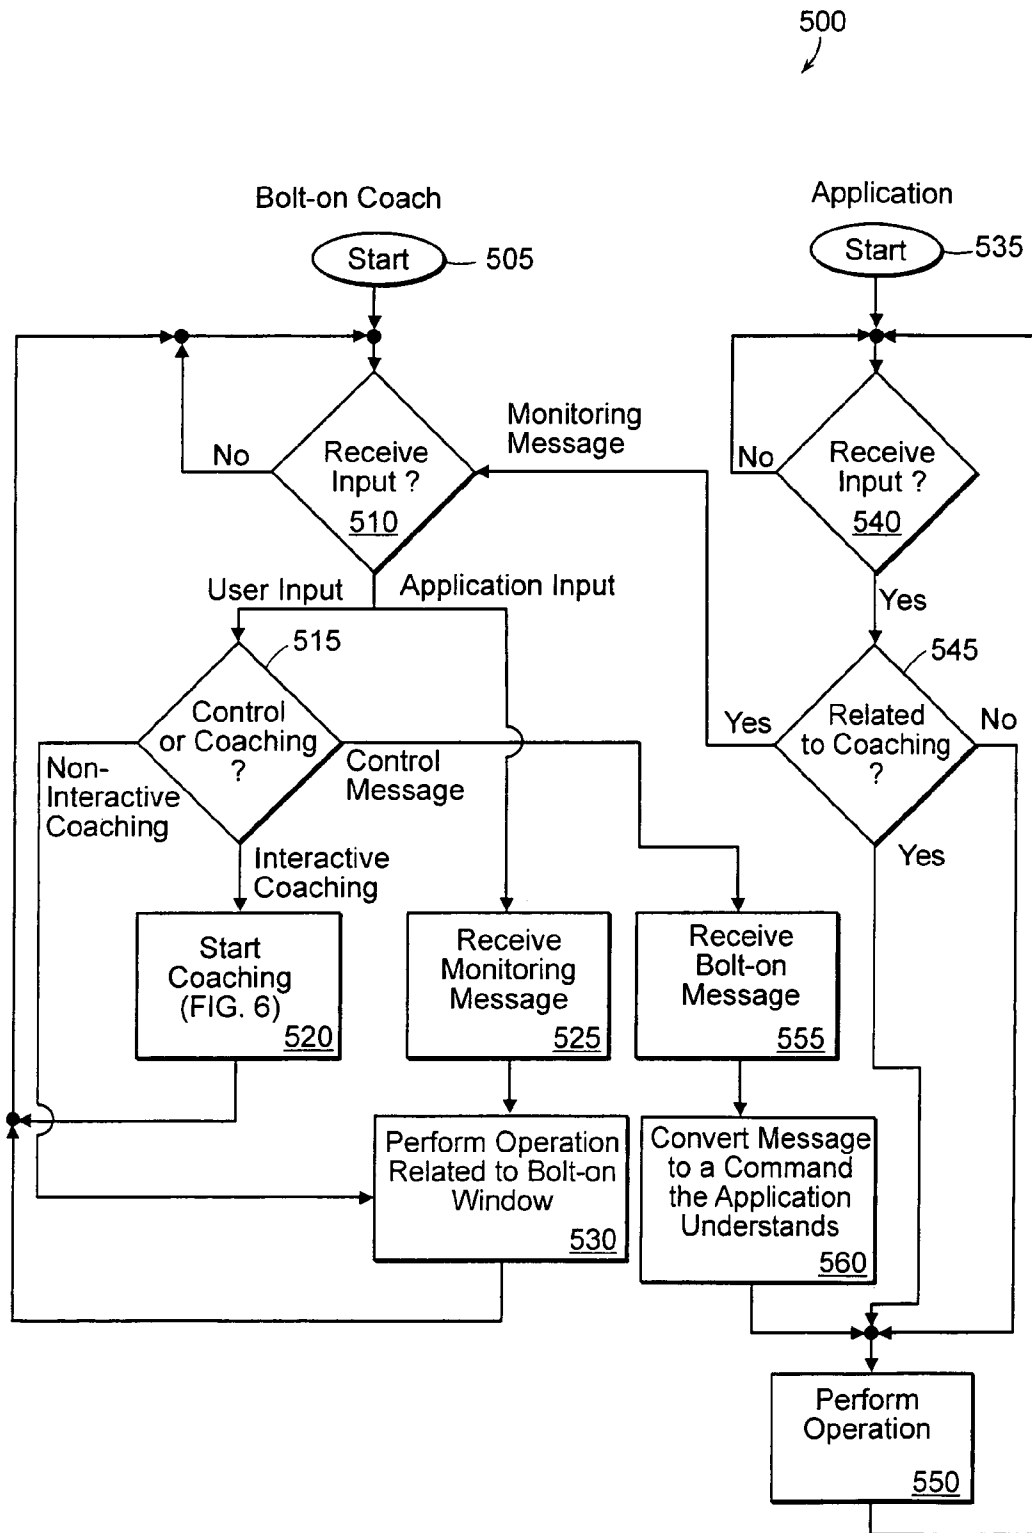 500
Bolt-on Coach
Application
Start
505
Start
535
Monitoring
Message
No
Receive
Input ?
510
No
Receive
Input ?
540
User Input
Application Input
Yes
515
545
Control
or Coaching
?
Yes
Related
to Coaching
?
No
Non-
Interactive
Coaching
Control
Message
Interactive
Coaching
Yes
Start
Coaching
(FIG. 6)
520
Receive
Monitoring
Message
525
Receive
Bolt-on
Message
555
Perform Operation
Related to Bolt-on
Window
530
Convert Message
to a Command
the Application
Understands
560
Perform
Operation
550